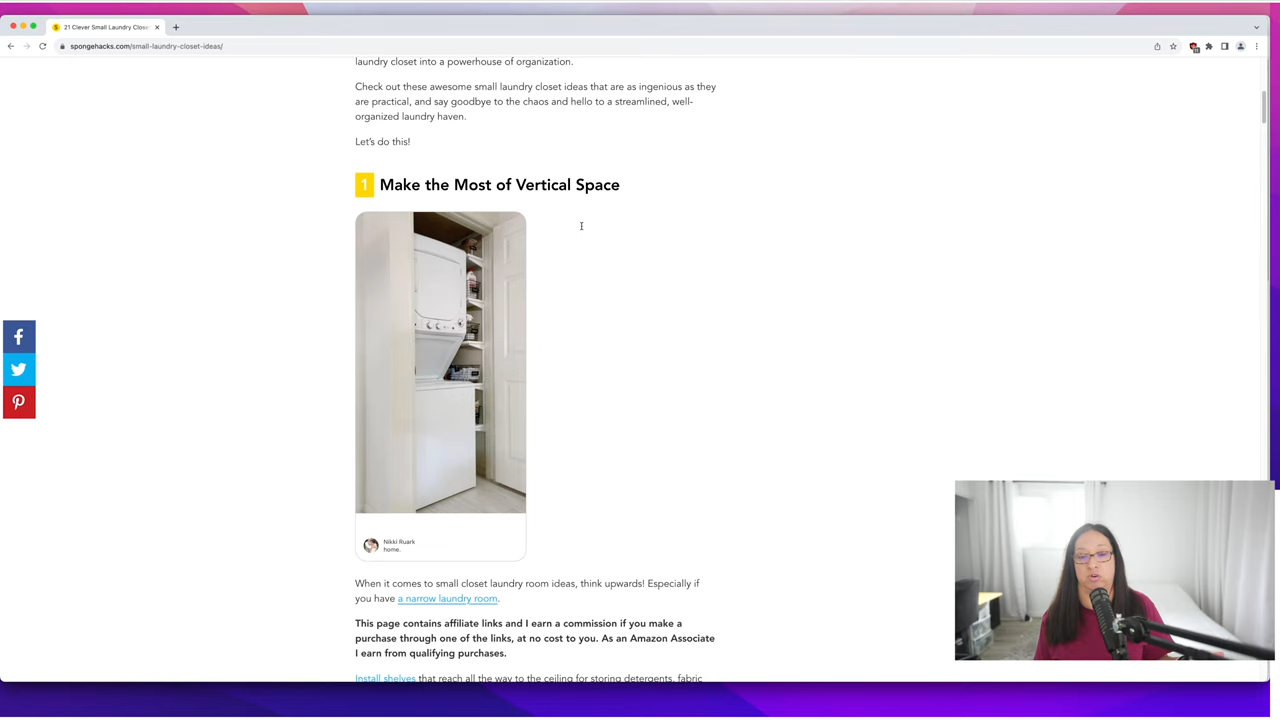 21 Clever Small Laundry Close
spongehacks.com/small-laundry-closet-ideas/
laundry closet into a powerhouse of organization.
Check out these awesome small laundry closet ideas that are as ingenious as they
are practical, and say goodbye to the chaos and hello to a streamlined, well-
organized laundry haven.
Let's do this!
1 Make the Most of Vertical Space
Nikki Ruark
home.
When it comes to small closet laundry room ideas, think upwards! Especially if
you have a narrow laundry room.
This page contains affiliate links and I earn a commission if you make a
purchase through one of the links, at no cost to you. As an Amazon Associate
I earn from qualifying purchases.
Install shelves that reach all the way to the ceiling for storing detergents, fabric